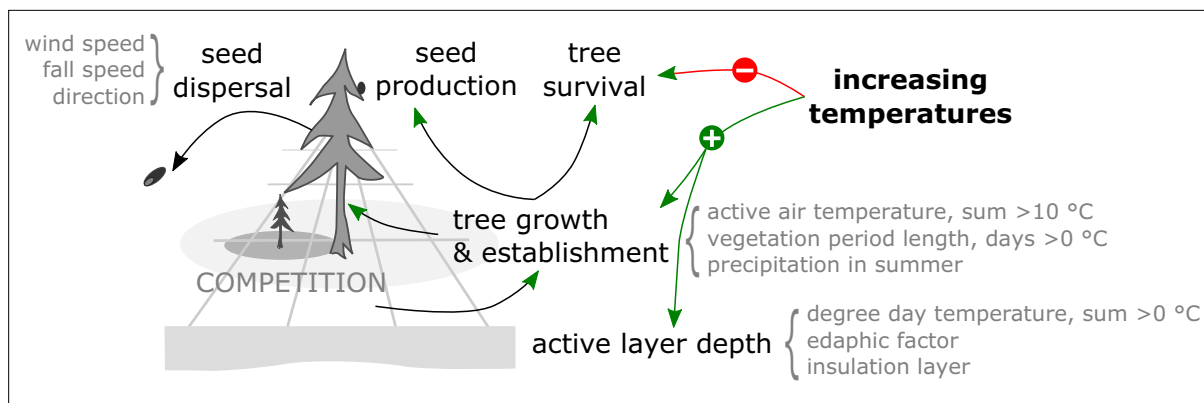 wind speed
fall speed
direction
seed
dispersal
seed
production
tree
survival
increasing
temperatures
tree growth
& establishment
active air temperature, sum >10 °C
vegetation period length, days >0 °C
precipitation in summer
COMPETITION
active layer depth
degree day temperature, sum >0 °C
edaphic factor
insulation layer